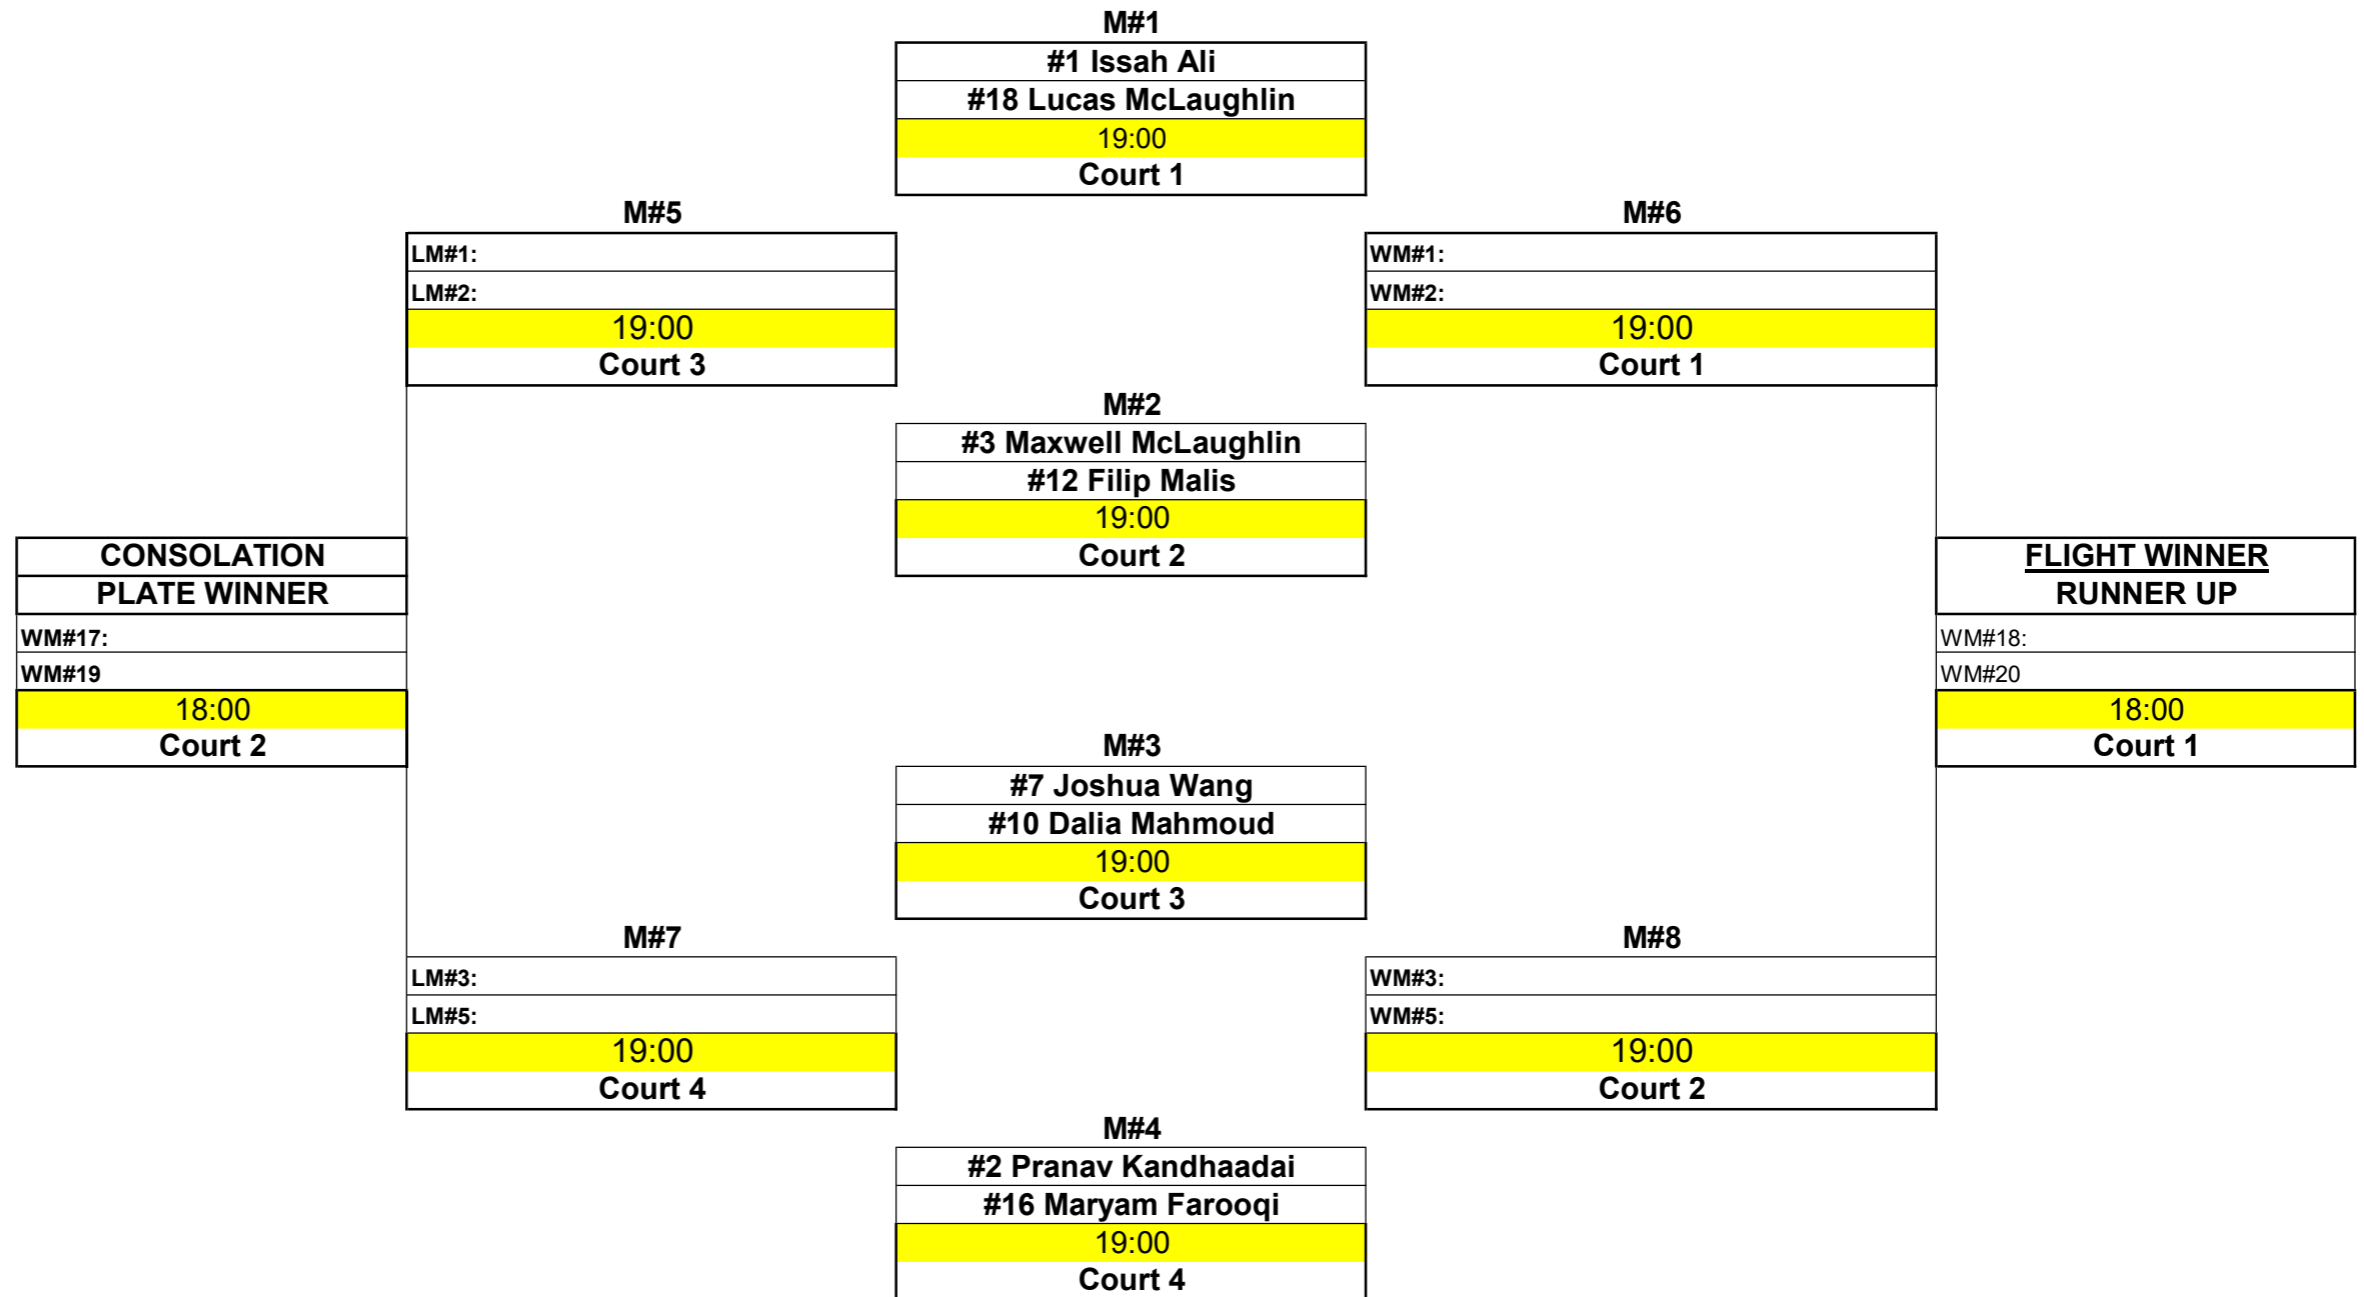 M#1
#1 Issah Ali
#18 Lucas McLaughlin
19:00
Court 1
M#5
LM#1:
LM#2:
19:00
Court 3
M#6
WM#1:
WM#2:
19:00
Court 1
M#2
#3 Maxwell McLaughlin
#12 Filip Malis
19:00
Court 2
CONSOLATION
PLATE WINNER
WM#17:
WM#19
18:00
Court 2
FLIGHT WINNER
RUNNER UP
WM#18:
WM#20
18:00
Court 1
M#3
#7 Joshua Wang
#10 Dalia Mahmoud
19:00
Court 3
M#7
LM#3:
LM#5:
19:00
Court 4
M#8
WM#3:
WM#5:
19:00
Court 2
M#4
#2 Pranav Kandhaadai
#16 Maryam Farooqi
19:00
Court 4